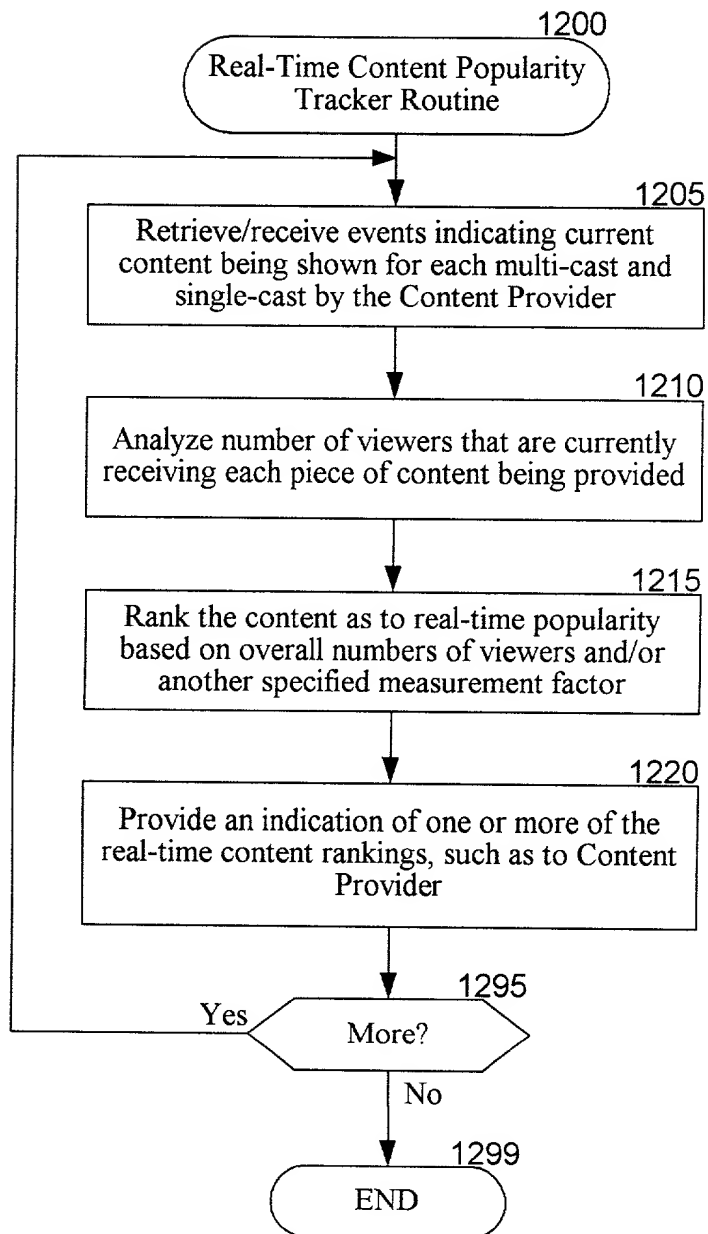 1200
Real-Time Content Popularity
Tracker Routine
1205
Retrieve/receive events indicating current
content being shown for each multi-cast and
single-cast by the Content Provider
1210
Analyze number of viewers that are currently
receiving each piece of content being provided
1215
Rank the content as to real-time popularity
based on overall numbers of viewers and/or
another specified measurement factor
1220
Provide an indication of one or more of the
real-time content rankings, such as to Content
Provider
1295
Yes
More?
No
1299
END